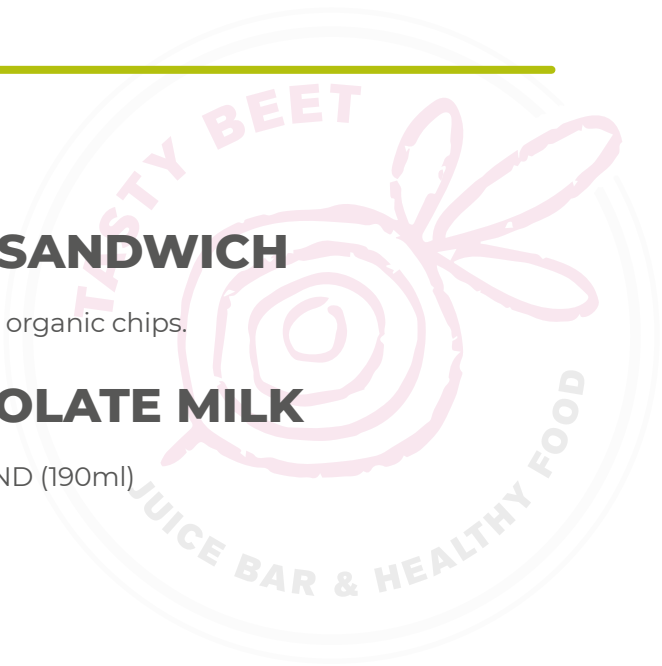 TASTY BEET
SANDWICH
organic chips.
OLATE MILK
ND (190ml)
JUICE BAR & HEALTHY FOOD